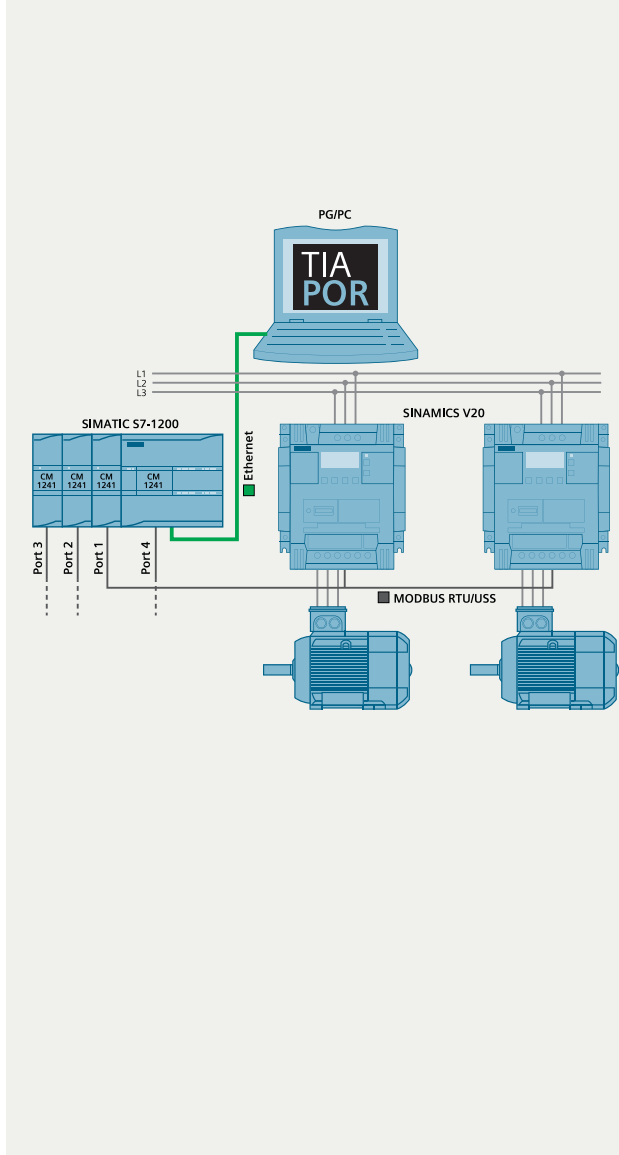 PG/PC
TIA
POR
L1
L2
L3
SINAMICS V20
SIMATIC S7-1200
Ethernet
CM
1241
CM
1241
CM
1241
CM
1241
Port 3
Port 2
Port 1
Port 4
MODBUS RTU/USS